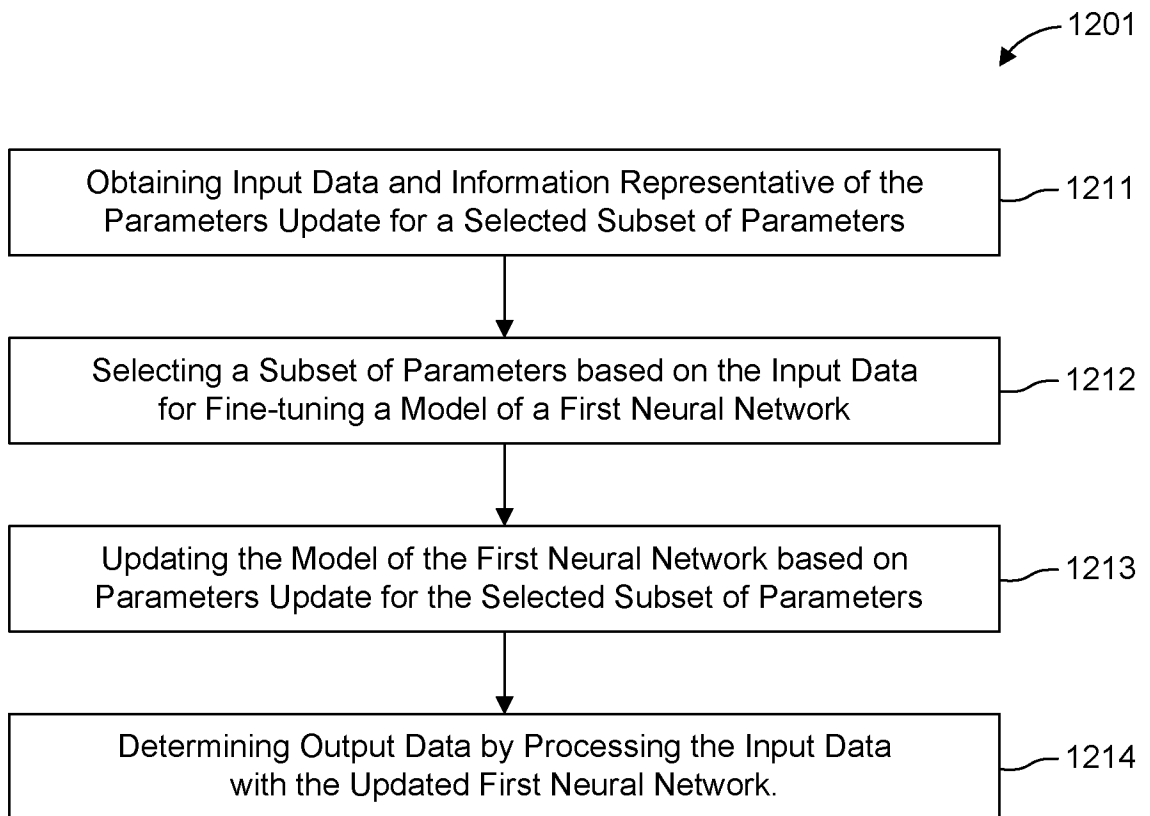 1201
Obtaining Input Data and Information Representative of the
Parameters Update for a Selected Subset of Parameters
1211
Selecting a Subset of Parameters based on the Input Data
for Fine-tuning a Model of a First Neural Network
1212
Updating the Model of the First Neural Network based on
Parameters Update for the Selected Subset of Parameters
1213
Determining Output Data by Processing the Input Data
with the Updated First Neural Network.
1214